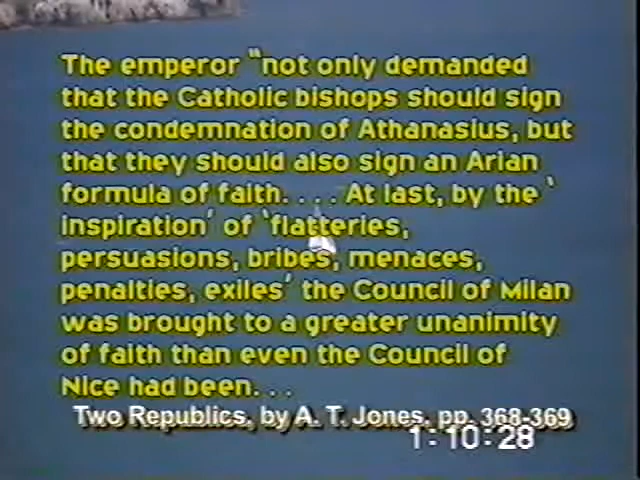 The emperor "not only demanded
that the Catholic bishops should sign
the condemnation of Athanasius, but
that they should also sign an Arian
formula of faith. . . . At last, by the '
inspiration' of 'flatteries,
persuasions, bribes, menaces,
penalties, exiles' the Council of Milan
was brought to a greater unanimity
of faith than even the Council of
Nice had been. . .
Two Republics, by A. T. Jones, pp. 368-369
1:10:28